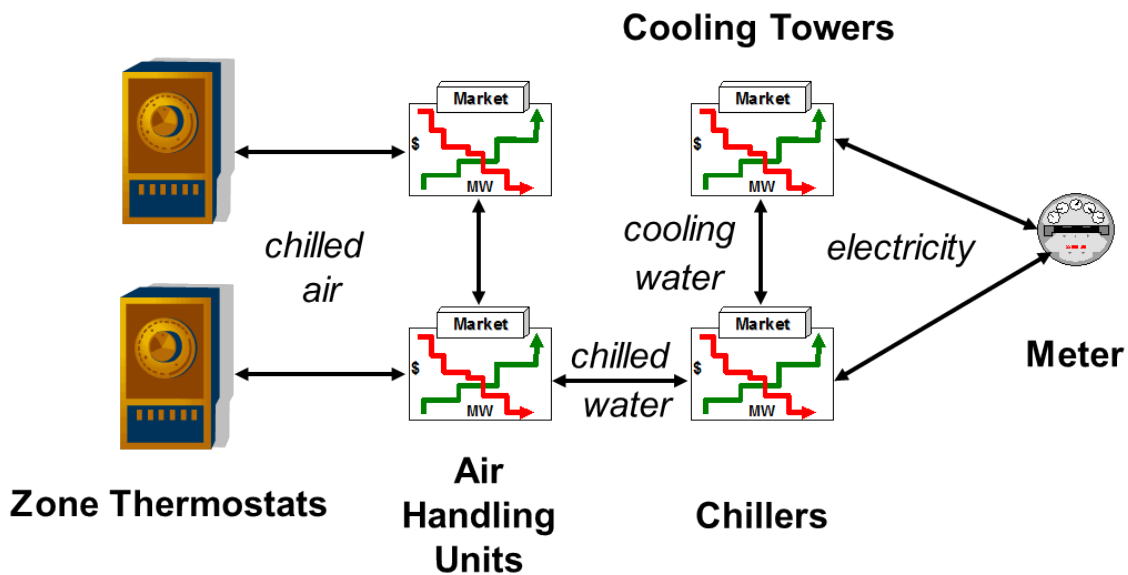 Cooling Towers
Market
$
MW
Market
$
MW
chilled
air
cooling
water
electricity
Market
$
MW
chilled
water
Market
$
MW
Meter
Zone Thermostats
Air
Handling
Units
Chillers